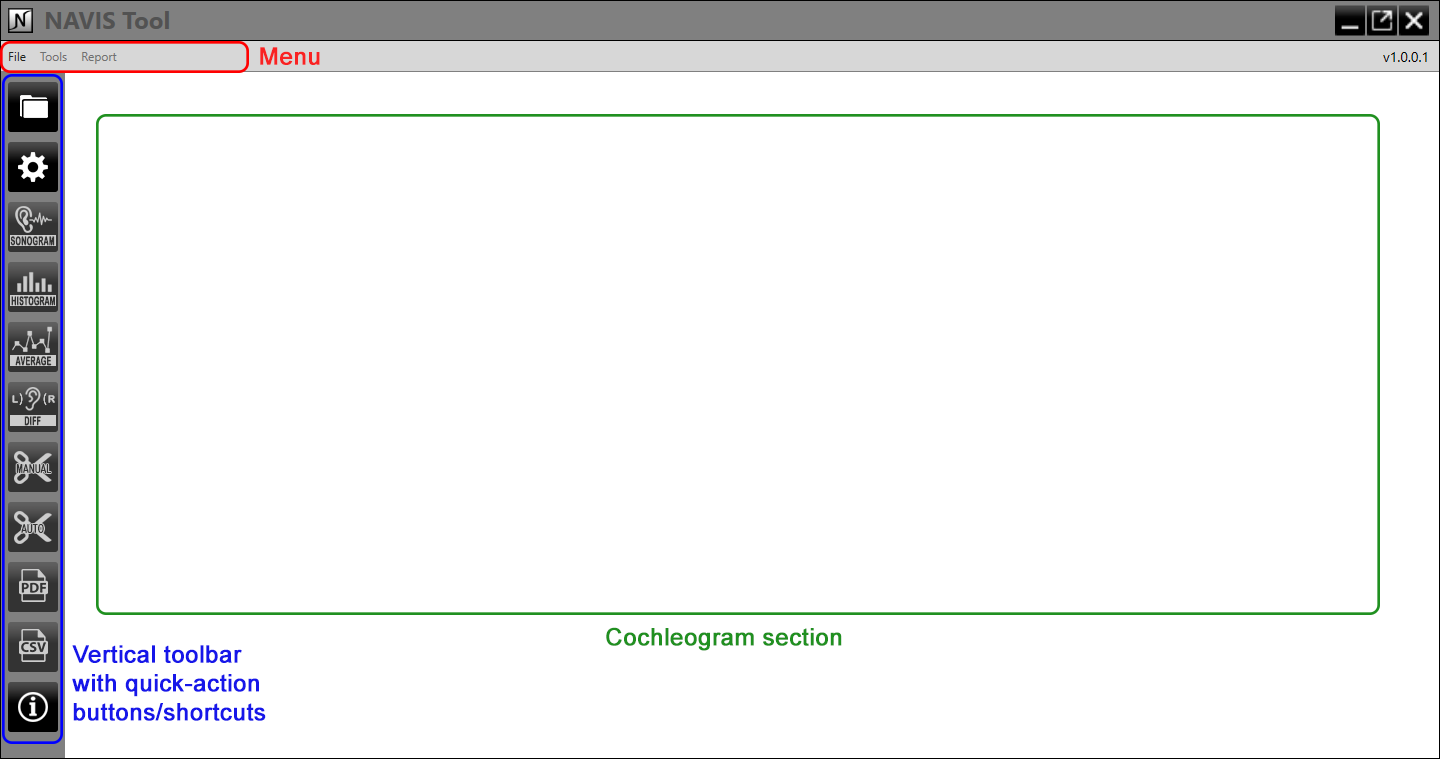 N NAVIS Tool
File Tools Report Menu v1.0.0.1
SONOGRAM
HISTOGRAM
AVERAGE
L) (R
DIFF
MANUAL
AUTO
PDF
CSV
i
Cochleogram section
Vertical toolbar
with quick-action
buttons/shortcuts